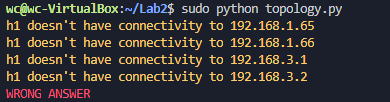 wc@wc-VirtualBox:~/Lab2$ sudo python topology.py
h1 doesn't have connectivity to 192.168.1.65
h1 doesn't have connectivity to 192.168.1.66
h1 doesn't have connectivity to 192.168.3.1
h1 doesn't have connectivity to 192.168.3.2
WRONG ANSWER